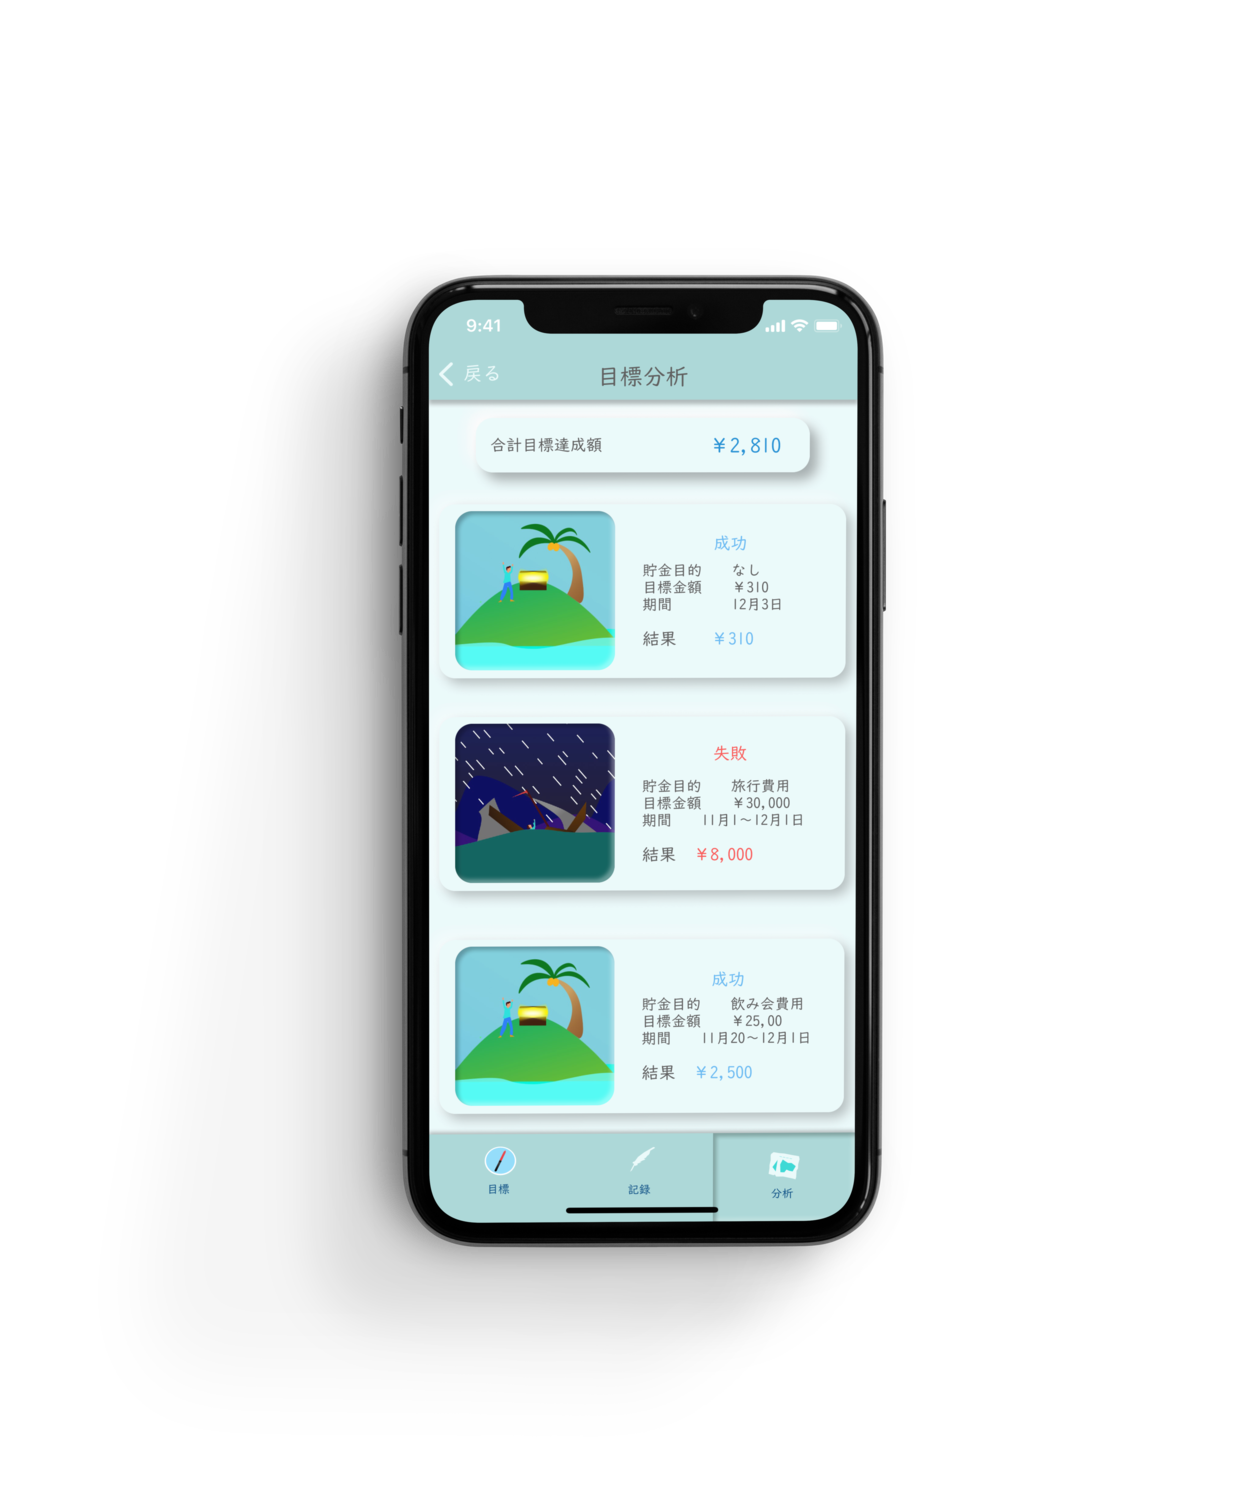 9:41
戻る
目標分析
合計目標達成額 ￥2,810
成功
貯金目的 なし
目標金額 ￥310
期間 12月3日
結果 ￥310
失敗
貯金目的 旅行費用
目標金額 ￥30,000
期間 11月1～12月1日
結果 ￥8,000
成功
貯金目的 飲み会費用
目標金額 ￥25,00
期間 11月20～12月1日
結果 ￥2,500
目標
記録
分析